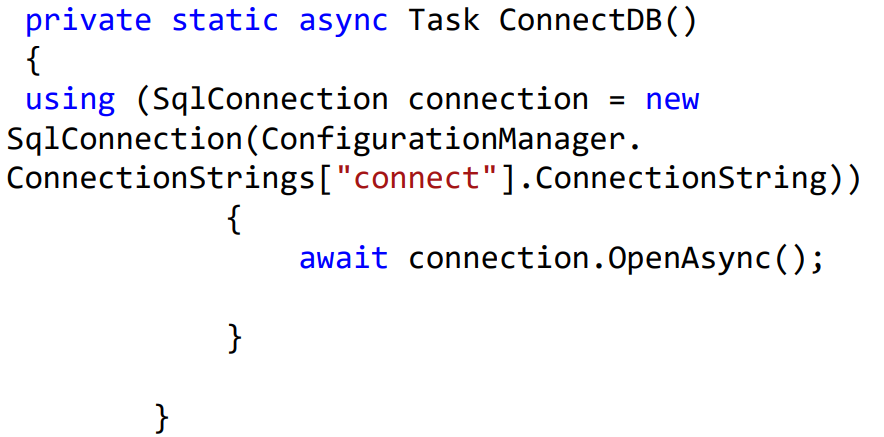 private static async Task ConnectDB()
{
using (SqlConnection connection = new
SqlConnection(ConfigurationManager.
ConnectionStrings["connect"].ConnectionString))
{
await connection.OpenAsync();
}
}